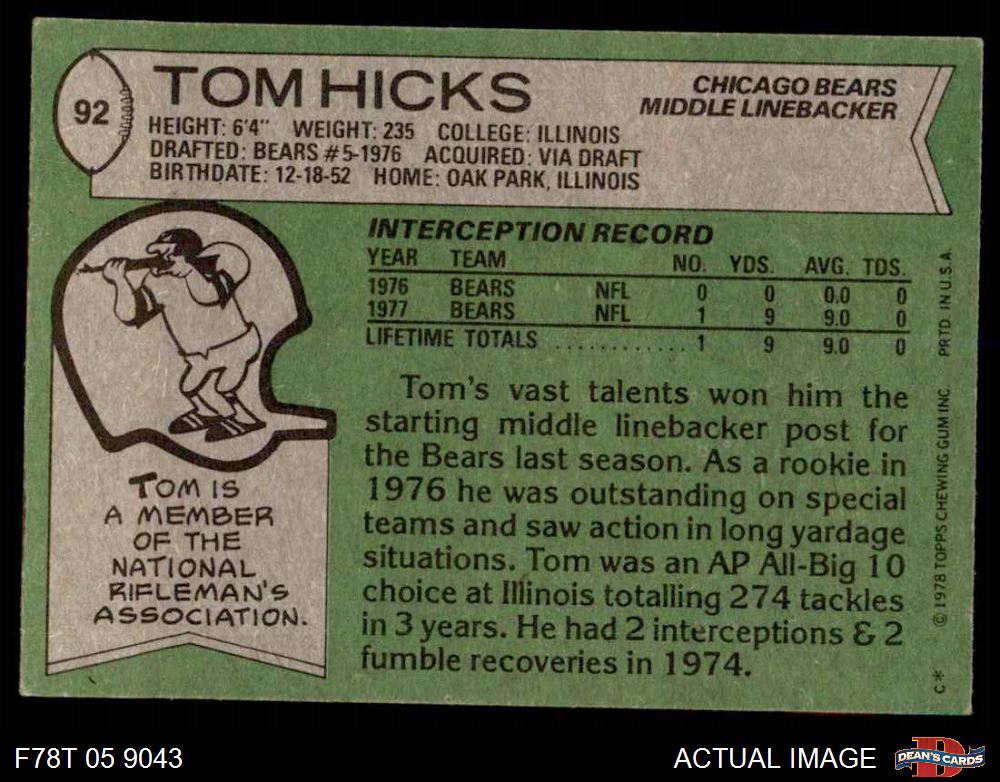 92
TOM HICKS
CHICAGO BEARS
MIDDLE LINEBACKER
HEIGHT: 6'4" WEIGHT: 235 COLLEGE: ILLINOIS
DRAFTED: BEARS #5-1976 ACQUIRED: VIA DRAFT
BIRTHDATE: 12-18-52 HOME: OAK PARK, ILLINOIS
INTERCEPTION RECORD
YEAR TEAM NO. YDS. AVG. TDS.
1976 BEARS NFL 0 0 0.0 0
1977 BEARS NFL 1 9 9.0 0
LIFETIME TOTALS ............ 1 9 9.0 0
Tom's vast talents won him the
starting middle linebacker post for
the Bears last season. As a rookie in
1976 he was outstanding on special
teams and saw action in long yardage
situations. Tom was an AP All-Big 10
choice at Illinois totalling 274 tackles
in 3 years. He had 2 interceptions & 2
fumble recoveries in 1974.
TOM IS
A MEMBER
OF THE
NATIONAL
RIFLEMAN'S
ASSOCIATION.
C* © 1978 TOPPS CHEWING GUM INC. PRTD. IN U.S.A.
F78T 05 9043
ACTUAL IMAGE
D
DEAN'S CARDS